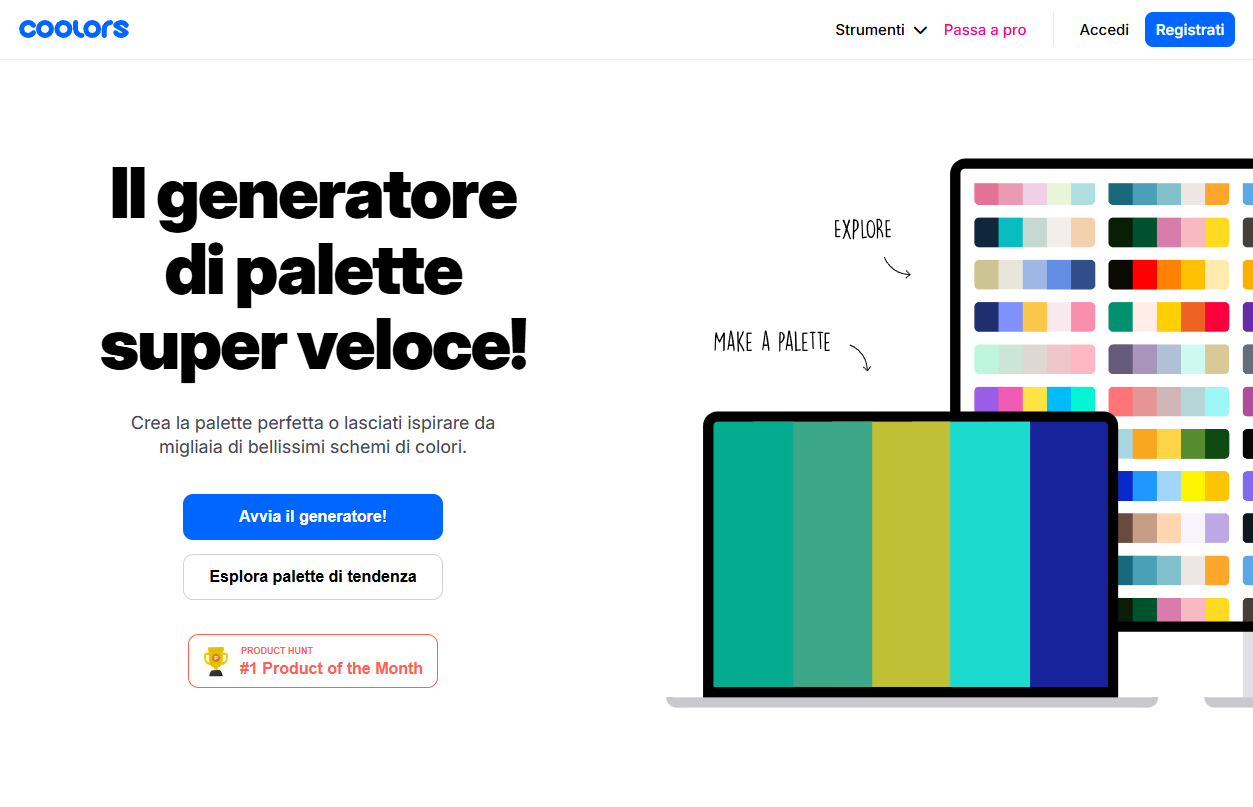 coolors
Strumenti
Passa a pro
Accedi
Registrati
Il generatore
di palette
super veloce!
Crea la palette perfetta o lasciati ispirare da
migliaia di bellissimi schemi di colori.
Avvia il generatore!
Esplora palette di tendenza
PRODUCT HUNT
#1 Product of the Month
EXPLORE
MAKE A PALETTE